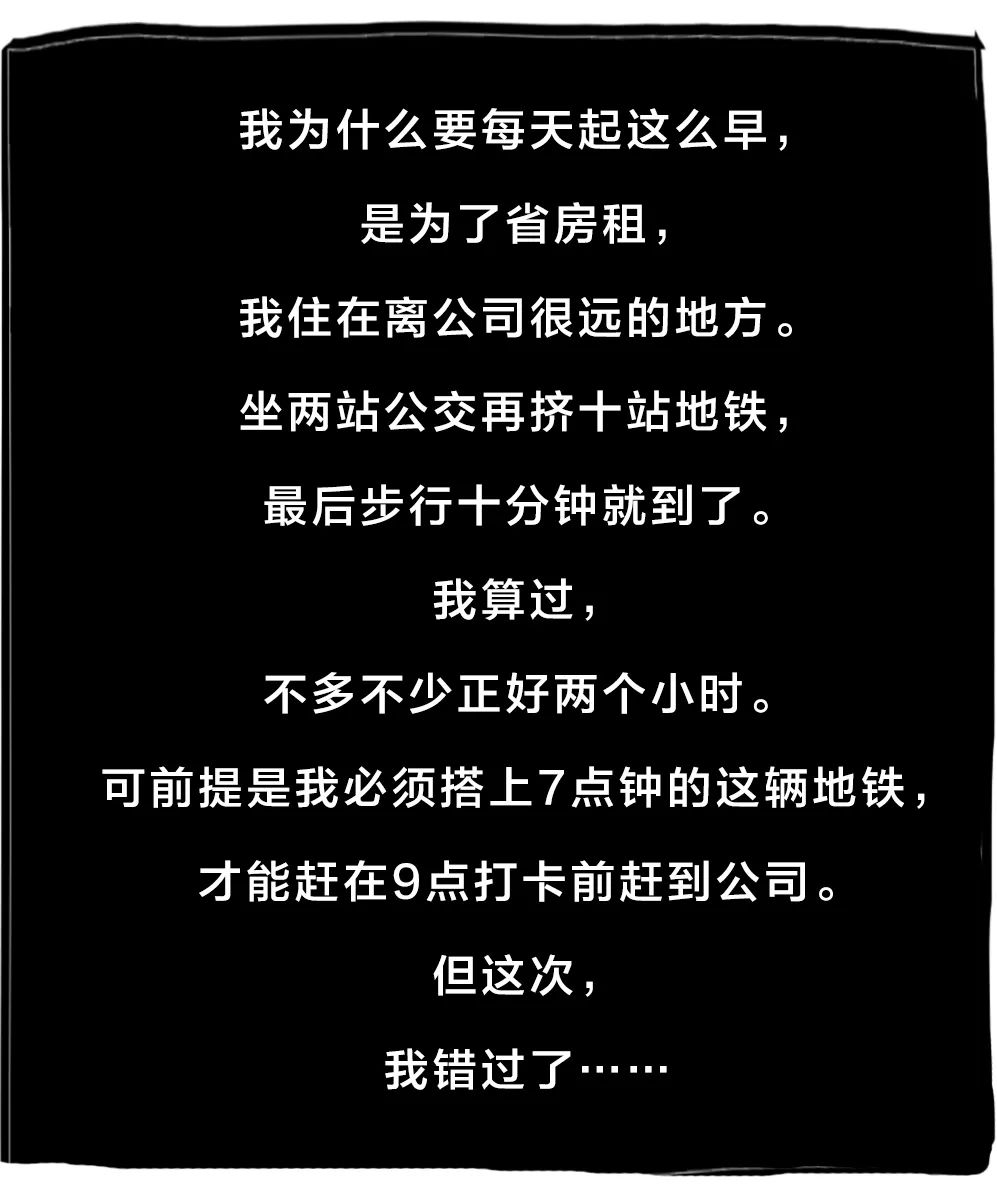 我为什么要每天起这么早，
是为了省房租，
我住在离公司很远的地方。
坐两站公交再挤十站地铁，
最后步行十分钟就到了。
我算过，
不多不少正好两个小时。
可前提是我必须搭上7点钟的这辆地铁，
才能赶在9点打卡前赶到公司。
但这次，
我错过了……